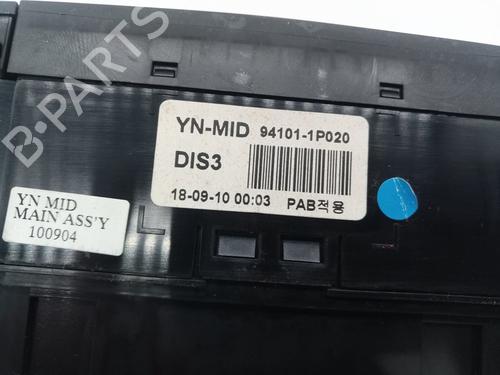 YN-MID 94101-1P020
DIS3
18-09-10 00:03 PAB적용
YN MID
MAIN ASS'Y
100904
B-PARTS